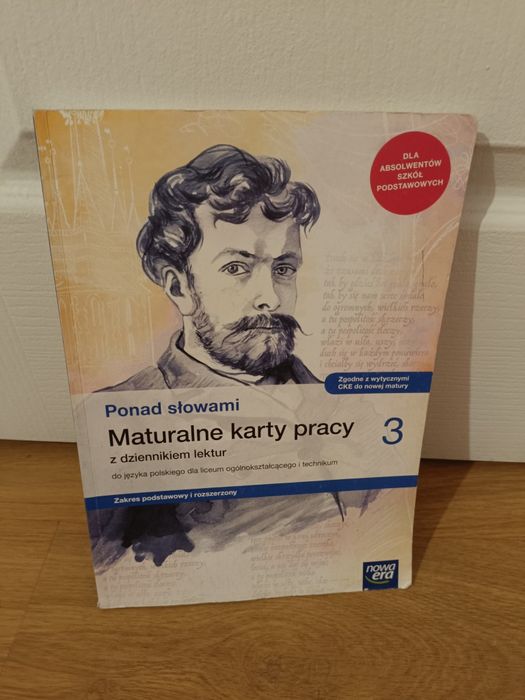 DLA
ABSOLWENTÓW
SZKÓŁ
PODSTAWOWYCH
Zgodne z wytycznymi
CKE do nowej matury
Ponad słowami
Maturalne karty pracy 3
z dziennikiem lektur
do języka polskiego dla liceum ogólnokształcącego i technikum
Zakres podstawowy i rozszerzony
nowa
era